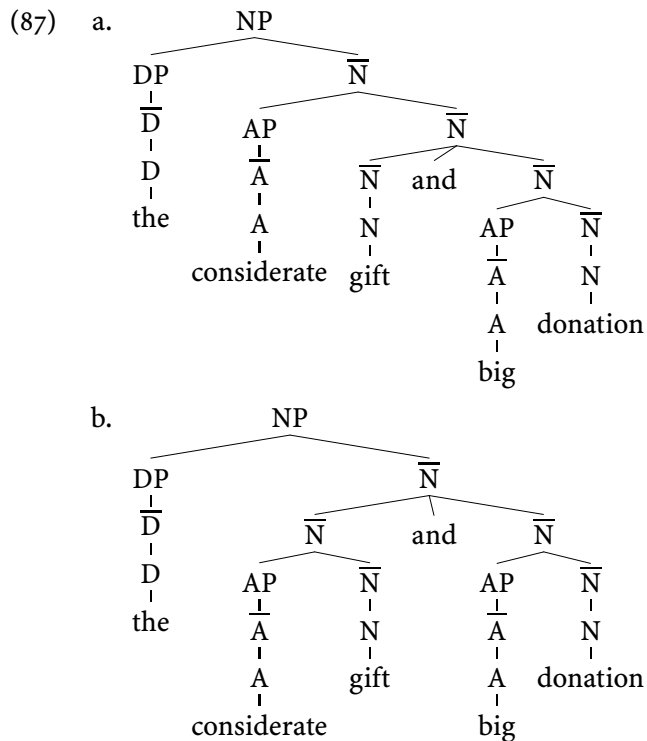 (87) a. NP
DP N̅
D̅ AP N̅
D A̅ N̅ and N̅
the A N AP N̅
considerate gift A̅ N
A donation
big
b. NP
DP N̅
D̅ N̅ and N̅
D AP N̅ AP N̅
the A̅ N A̅ N
A gift A donation
considerate big